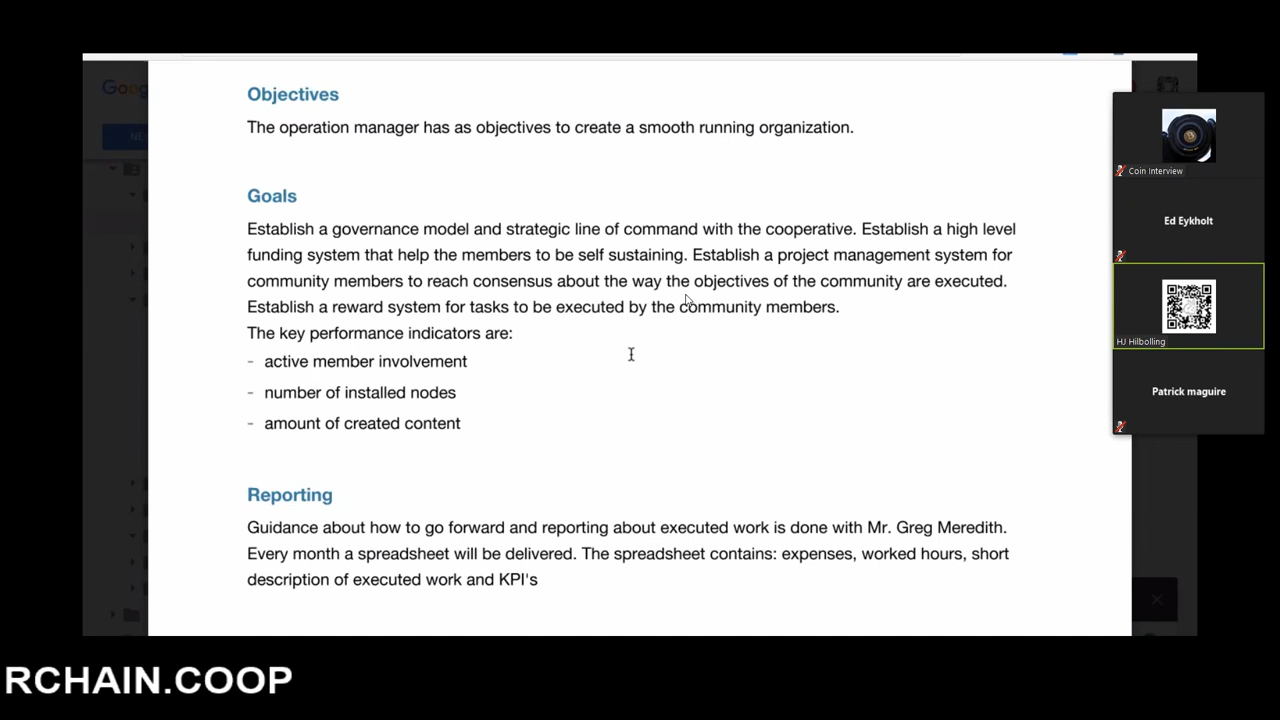 Goog
NE
Objectives
The operation manager has as objectives to create a smooth running organization.
Goals
Establish a governance model and strategic line of command with the cooperative. Establish a high level
funding system that help the members to be self sustaining. Establish a project management system for
community members to reach consensus about the way the objectives of the community are executed.
Establish a reward system for tasks to be executed by the community members.
The key performance indicators are:
- active member involvement
- number of installed nodes
- amount of created content
Reporting
Guidance about how to go forward and reporting about executed work is done with Mr. Greg Meredith.
Every month a spreadsheet will be delivered. The spreadsheet contains: expenses, worked hours, short
description of executed work and KPI's
Coin Interview
Ed Eykholt
HJ Hilbolling
Patrick maguire
RCHAIN.COOP